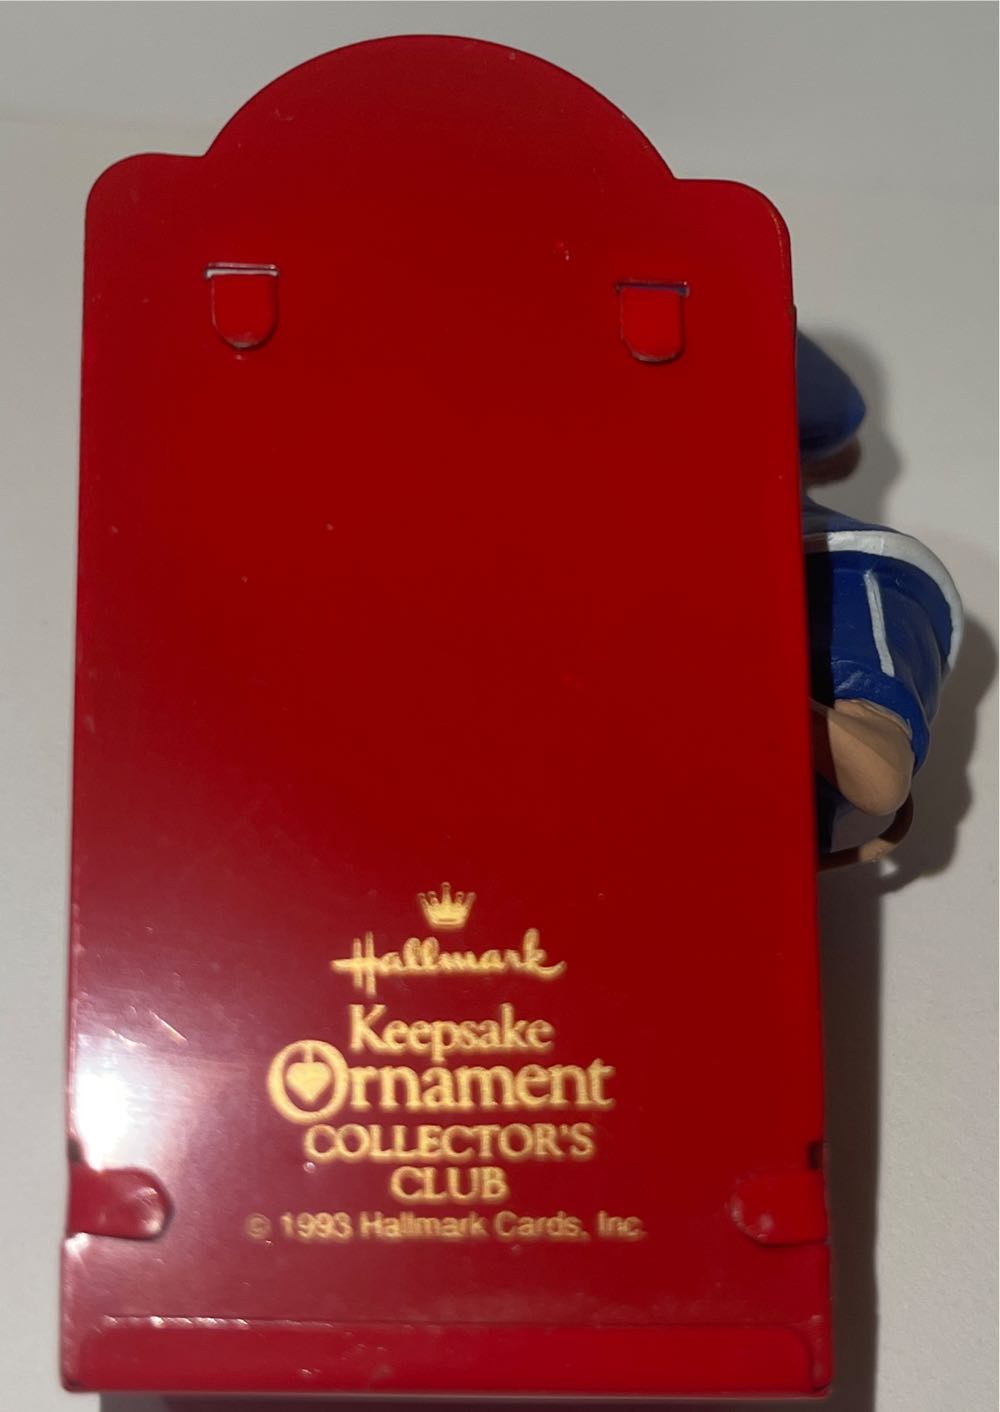 Hallmark
Keepsake
Ornament
COLLECTOR'S
CLUB
© 1993 Hallmark Cards, Inc.